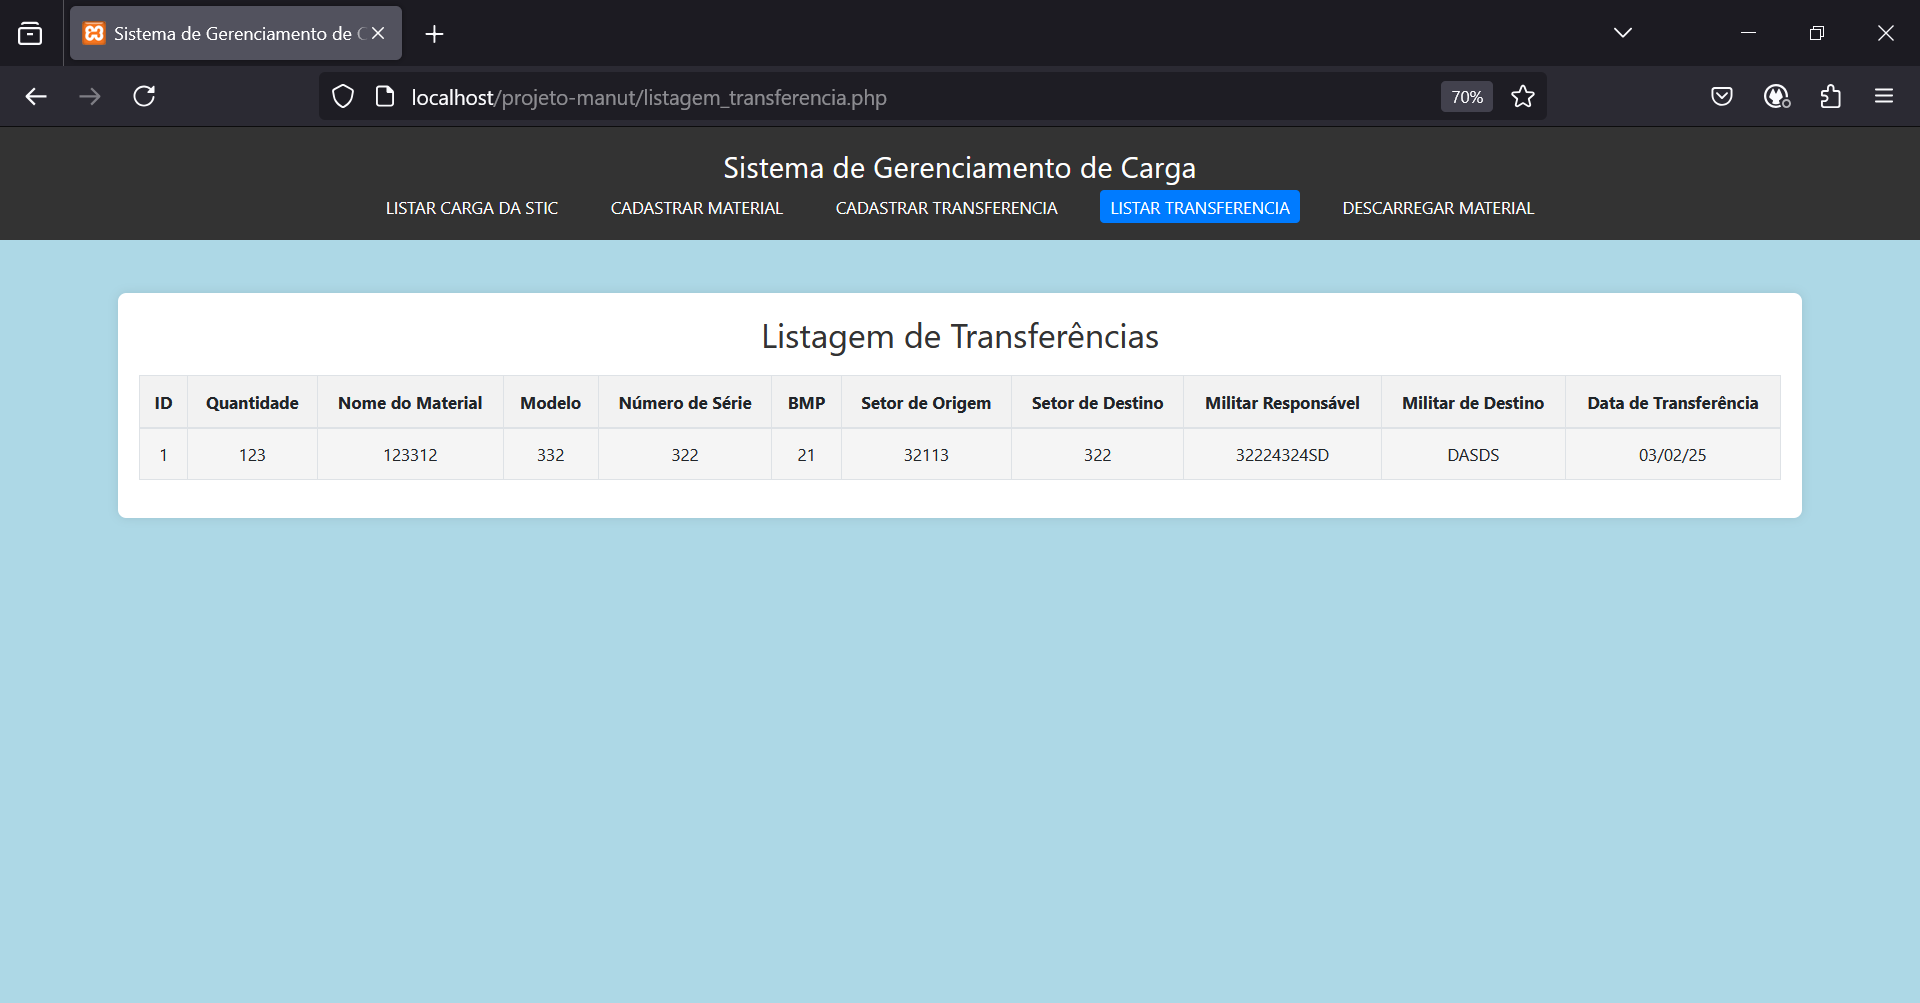 Sistema de Gerenciamento de C
localhost/projeto-manut/listagem_transferencia.php
70%
Sistema de Gerenciamento de Carga
LISTAR CARGA DA STIC CADASTRAR MATERIAL CADASTRAR TRANSFERENCIA LISTAR TRANSFERENCIA DESCARREGAR MATERIAL
Listagem de Transferências
ID Quantidade Nome do Material Modelo Número de Série BMP Setor de Origem Setor de Destino Militar Responsável Militar de Destino Data de Transferência
1 123 123312 332 322 21 32113 322 32224324SD DASDS 03/02/25